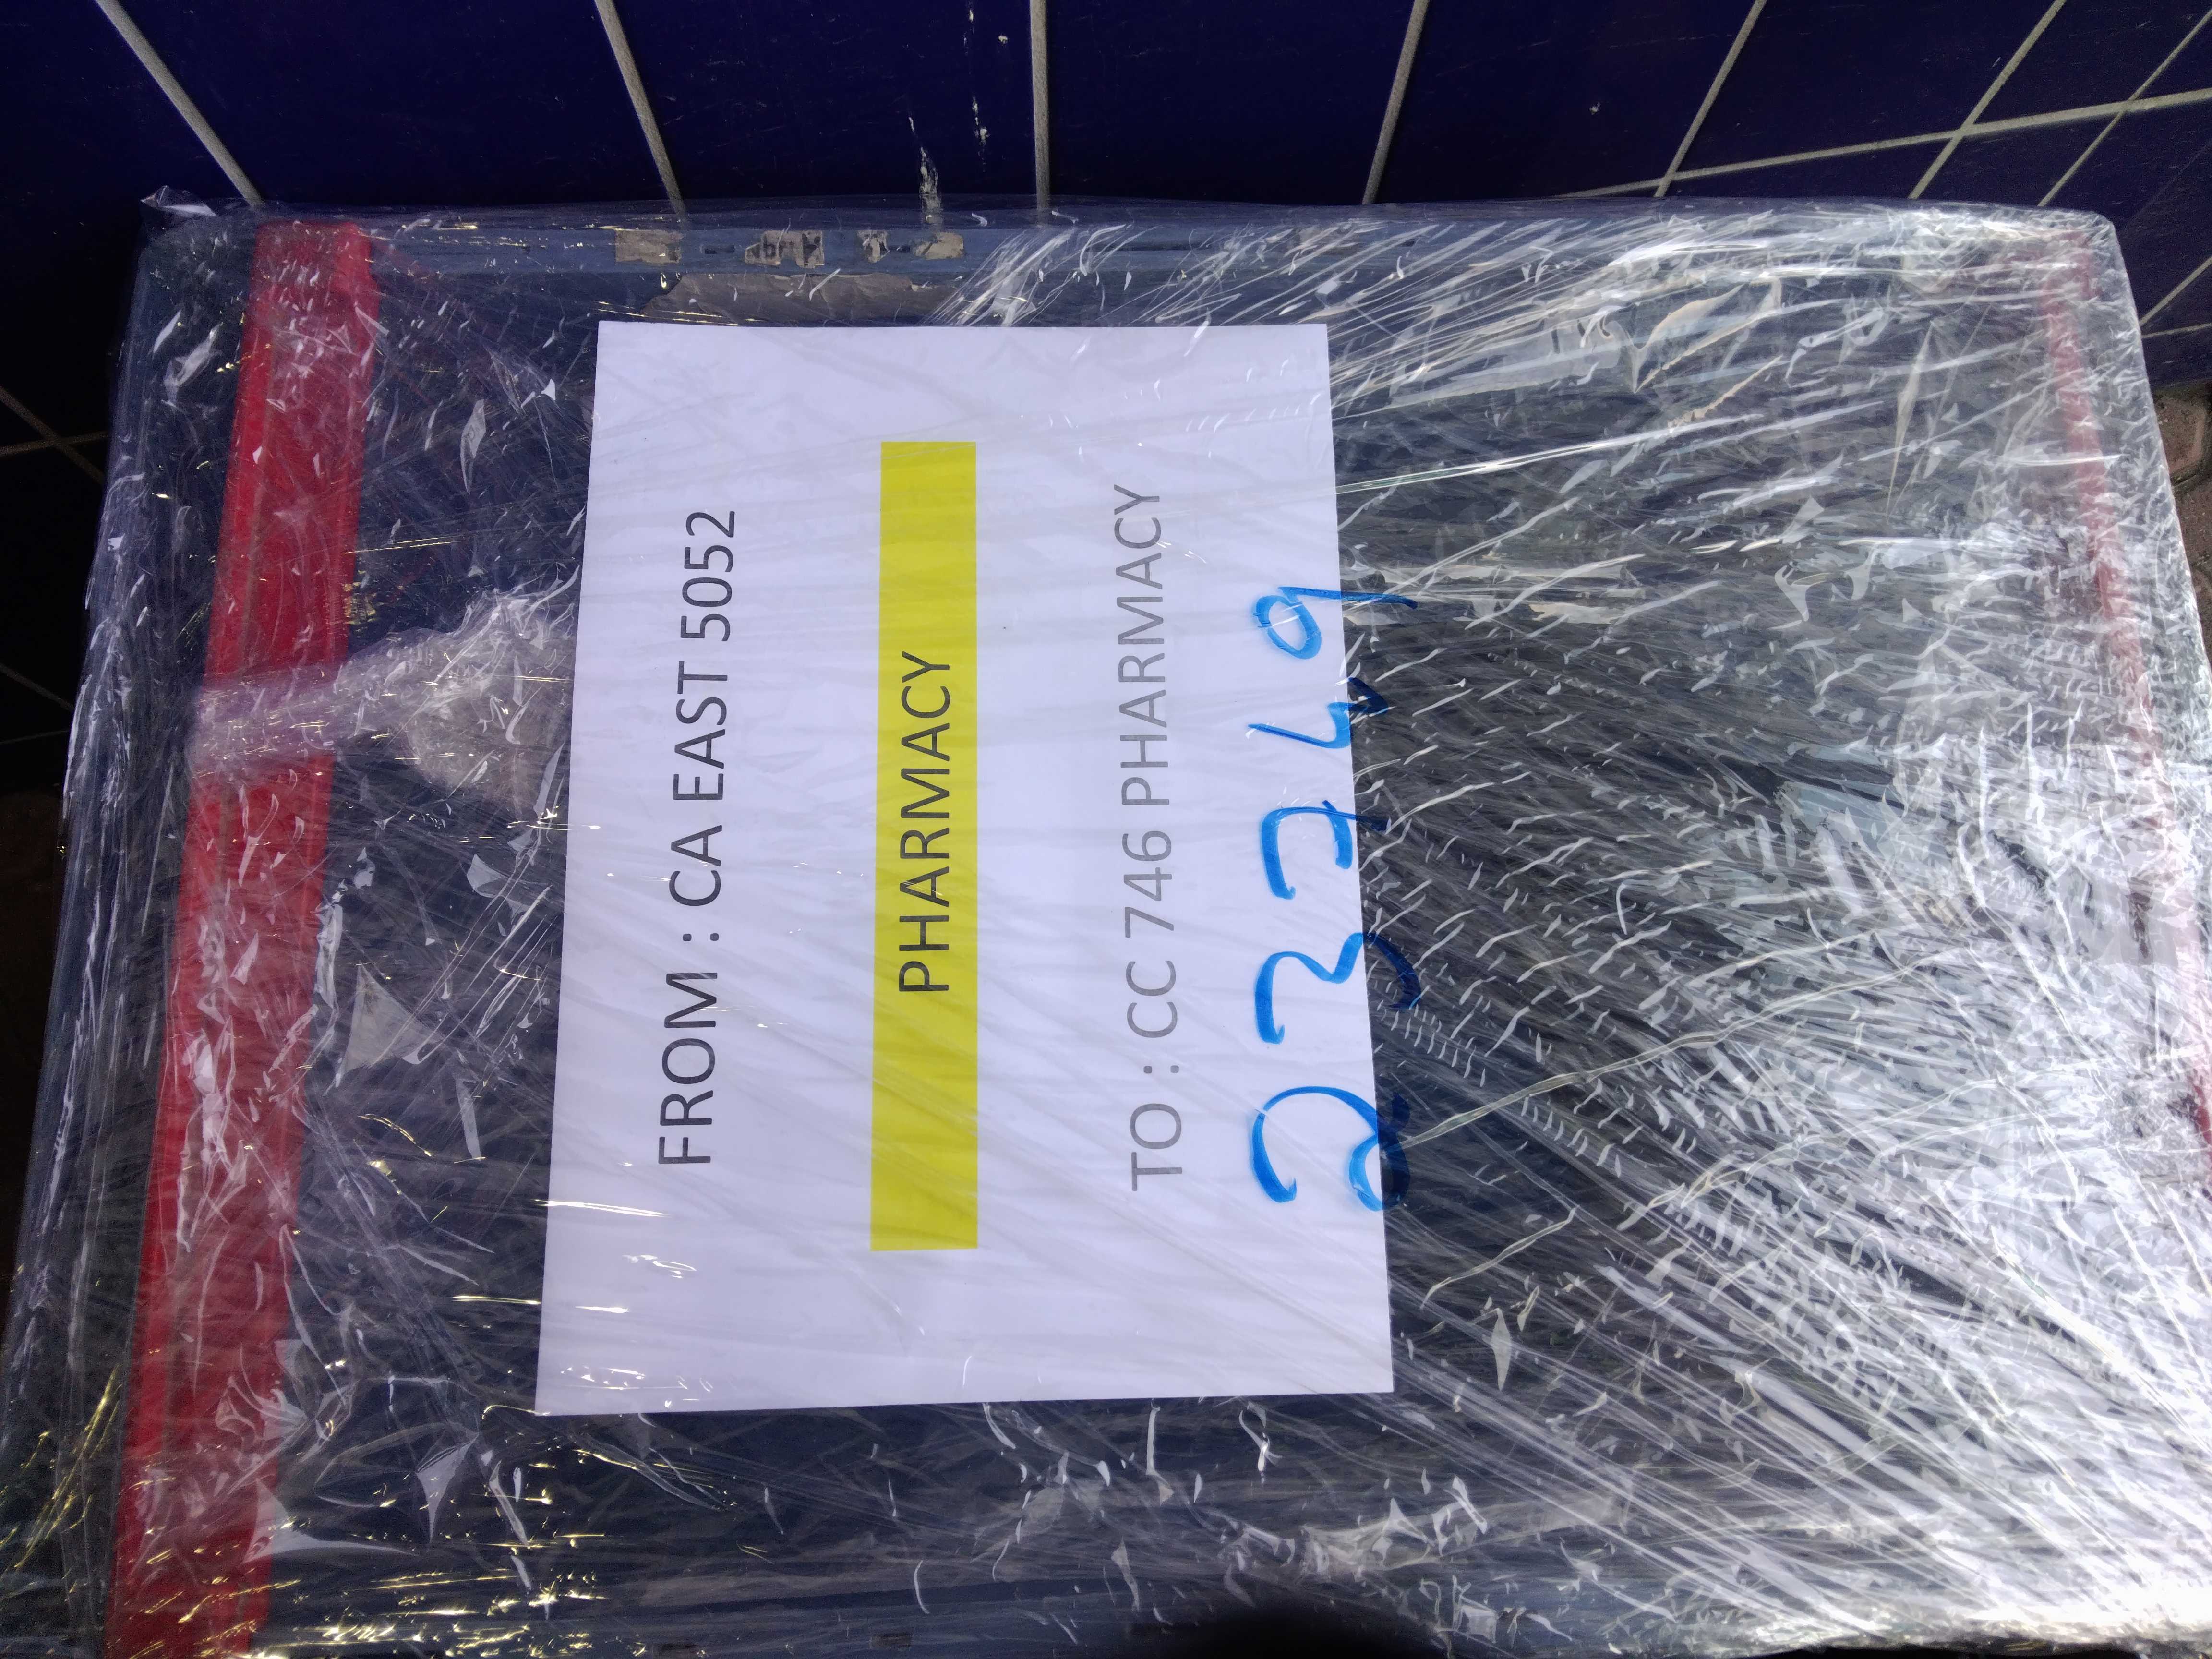 FROM : CA EAST 5052
PHARMACY
TO : CC 746 PHARMACY
23749